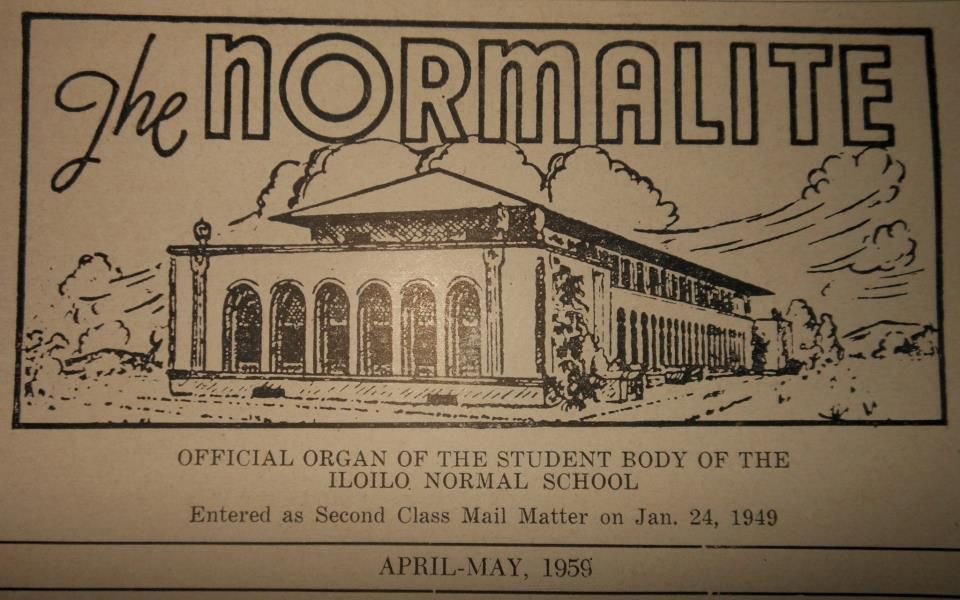 The NORMALITE
OFFICIAL ORGAN OF THE STUDENT BODY OF THE
ILOILO NORMAL SCHOOL
Entered as Second Class Mail Matter on Jan. 24, 1949
APRIL-MAY, 1959